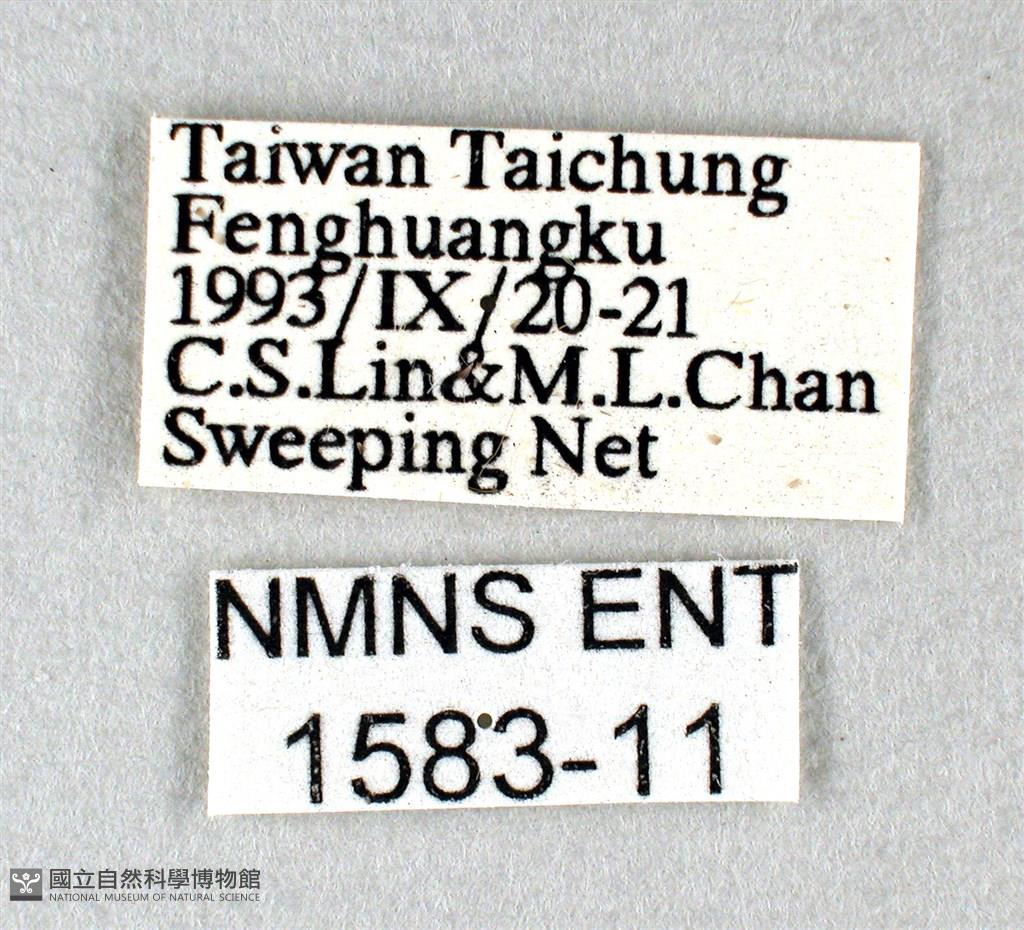 Taiwan Taichung
Fenghuangku
1993/IX/20-21
C.S.Lin&M.L.Chan
Sweeping Net
NMNS ENT
1583-11
國立自然科學博物館
NATIONAL MUSEUM OF NATURAL SCIENCE